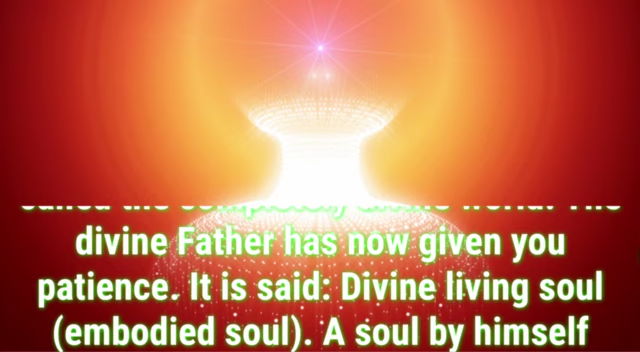 called the completely divine world. The
divine Father has now given you
patience. It is said: Divine living soul
(embodied soul). A soul by himself